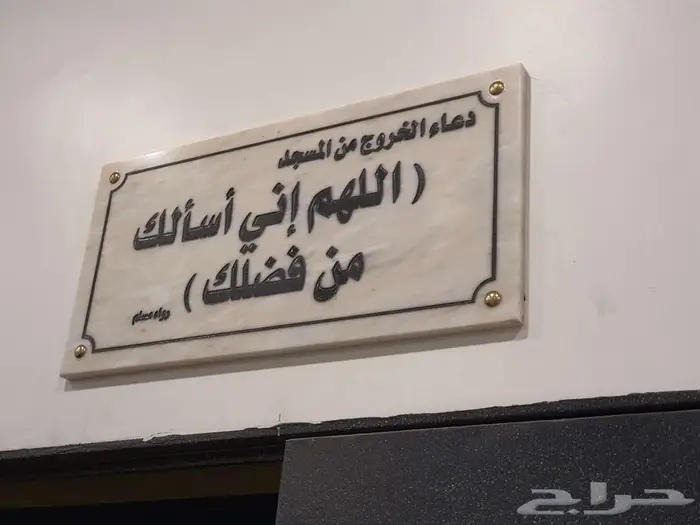 دعاء الخروج من المسجد
(اللهم إني أسألك
من فضلك)
رواه مسلم
حراج